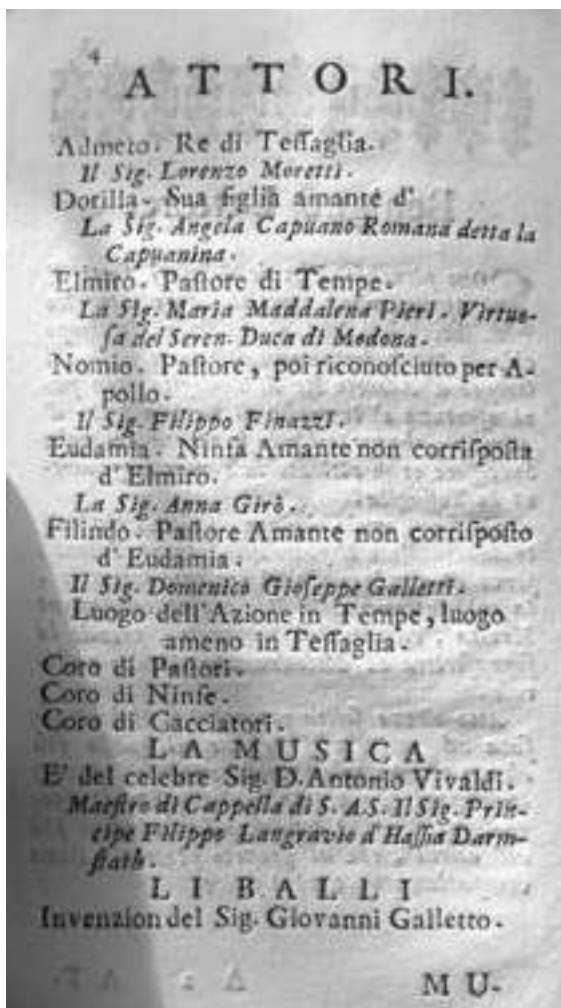 4
ATTORI.
Admeto. Re di Teſſaglia.
Il Sig. Lorenzo Moretti.
Dorilla. Sua figlia amante d'
La Sig. Angela Capuano Romana detta la
Capuanina.
Elmiro. Paſtore di Tempe.
La Sig. Maria Maddalena Pieri. Virtuo-
ſa del Seren. Duca di Modona.
Nomio. Paſtore, poi riconoſciuto per A-
pollo.
Il Sig. Filippo Finazzi.
Eudamia. Ninfa Amante non corriſpoſta
d'Elmiro.
La Sig. Anna Girò.
Filindo. Paſtore Amante non corriſpoſto
d'Eudamia.
Il Sig. Domenico Gioſeppe Galletti.
Luogo dell'Azione in Tempe, luogo
ameno in Teſſaglia.
Coro di Paſtori.
Coro di Ninfe.
Coro di Cacciatori.
LA MUSICA
E' del celebre Sig. D. Antonio Vivaldi.
Maeſtro di Cappella di S. A. S. Il Sig. Prin-
cipe Filippo Langravio d'Haſſia Darm-
ſtath.
LI BALLI
Invenzion del Sig. Giovanni Galletto.
MU-